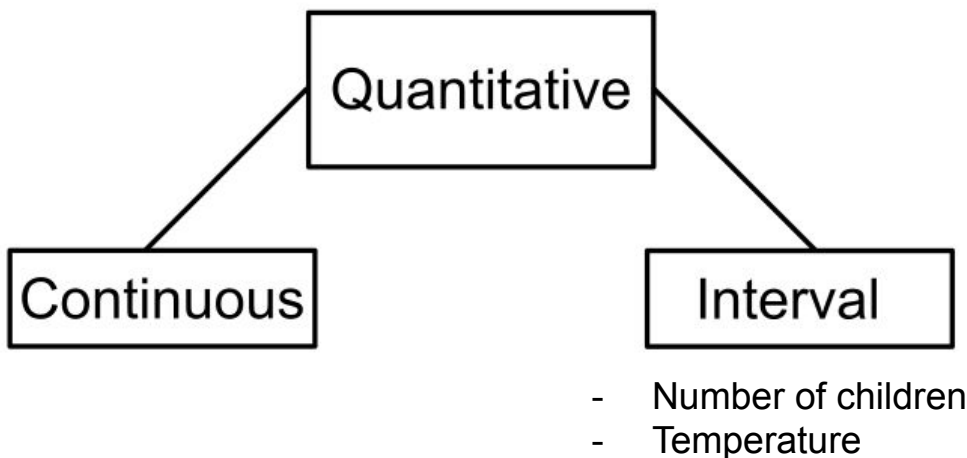 Quantitative
Continuous
Interval
- Number of children
- Temperature